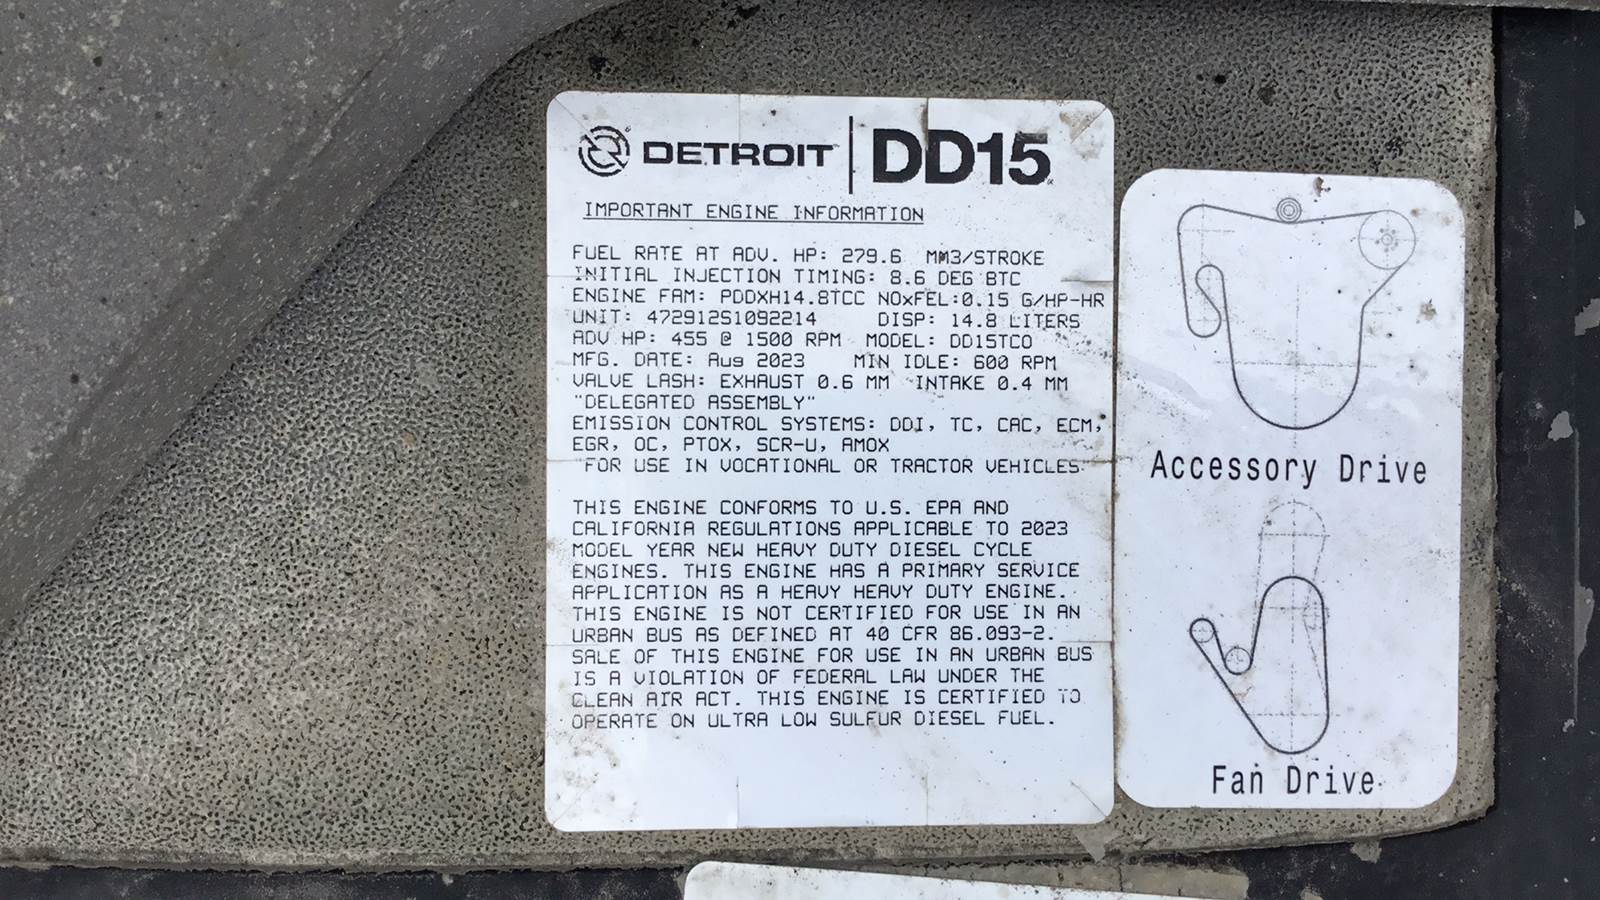 DETROIT DD15
IMPORTANT ENGINE INFORMATION
FUEL RATE AT ADV. HP: 279.6 MM3/STROKE
INITIAL INJECTION TIMING: 8.6 DEG BTC
ENGINE FAM: PDDXH14.8TCC NOxFEL:0.15 G/HP-HR
UNIT: 472912S1092214 DISP: 14.8 LITERS
ADV HP: 455 @ 1500 RPM MODEL: DD15TCO
MFG. DATE: Aug 2023 MIN IDLE: 600 RPM
VALVE LASH: EXHAUST 0.6 MM INTAKE 0.4 MM
"DELEGATED ASSEMBLY"
EMISSION CONTROL SYSTEMS: DDI, TC, CAC, ECM,
EGR, OC, PTOX, SCR-U, AMOX
"FOR USE IN VOCATIONAL OR TRACTOR VEHICLES"
THIS ENGINE CONFORMS TO U.S. EPA AND
CALIFORNIA REGULATIONS APPLICABLE TO 2023
MODEL YEAR NEW HEAVY DUTY DIESEL CYCLE
ENGINES. THIS ENGINE HAS A PRIMARY SERVICE
APPLICATION AS A HEAVY HEAVY DUTY ENGINE.
THIS ENGINE IS NOT CERTIFIED FOR USE IN AN
URBAN BUS AS DEFINED AT 40 CFR 86.093-2.
SALE OF THIS ENGINE FOR USE IN AN URBAN BUS
IS A VIOLATION OF FEDERAL LAW UNDER THE
CLEAN AIR ACT. THIS ENGINE IS CERTIFIED TO
OPERATE ON ULTRA LOW SULFUR DIESEL FUEL.
Accessory Drive
Fan Drive